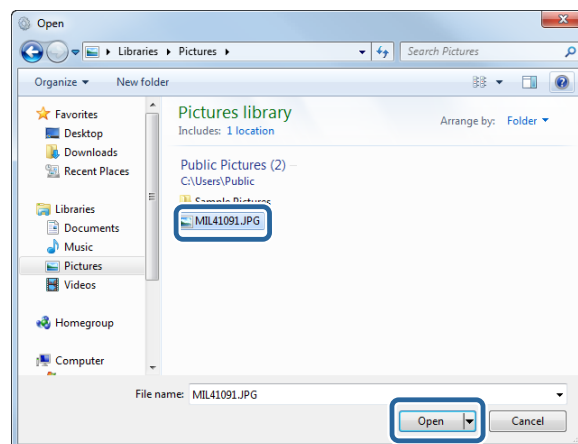 Open
Libraries Pictures
Search Pictures
Organize New folder
Favorites
Desktop
Downloads
Recent Places
Libraries
Documents
Music
Pictures
Videos
Homegroup
Computer
Pictures library
Includes: 1 location
Arrange by: Folder
Public Pictures (2)
C:\Users\Public
Sample Pictures
MIL41091.JPG
File name: MIL41091.JPG
Open Cancel